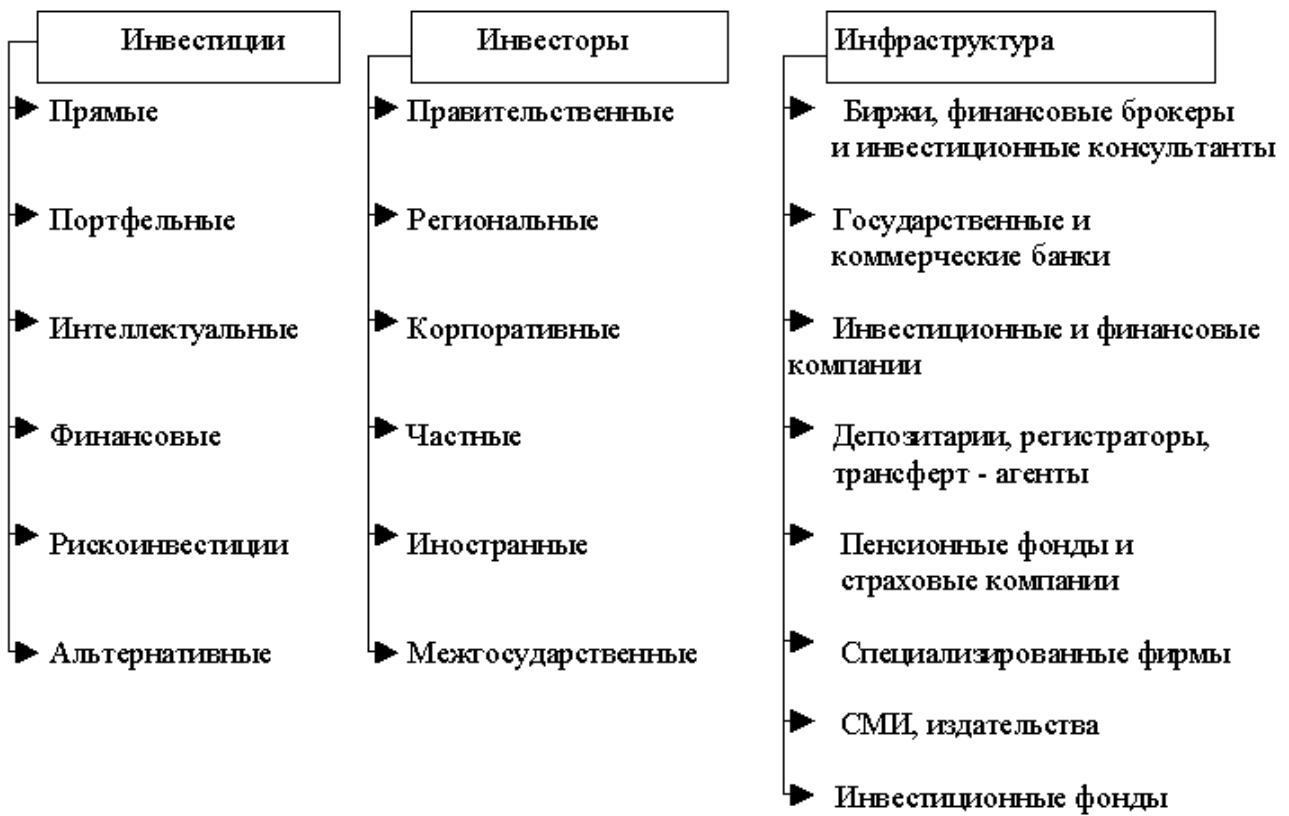 Инвестиции
Прямые
Портфельные
Интеллектуальные
Финансовые
Рискоинвестиции
Альтернативные
Инвесторы
Правительственные
Региональные
Корпоративные
Частные
Иностранные
Межгосударственные
Инфраструктура
Биржи, финансовые брокеры
и инвестиционные консультанты
Государственные и
коммерческие банки
Инвестиционные и финансовые
компании
Депозитарии, регистраторы,
трансферт - агенты
Пенсионные фонды и
страховые компании
Специализированные фирмы
СМИ, издательства
Инвестиционные фонды